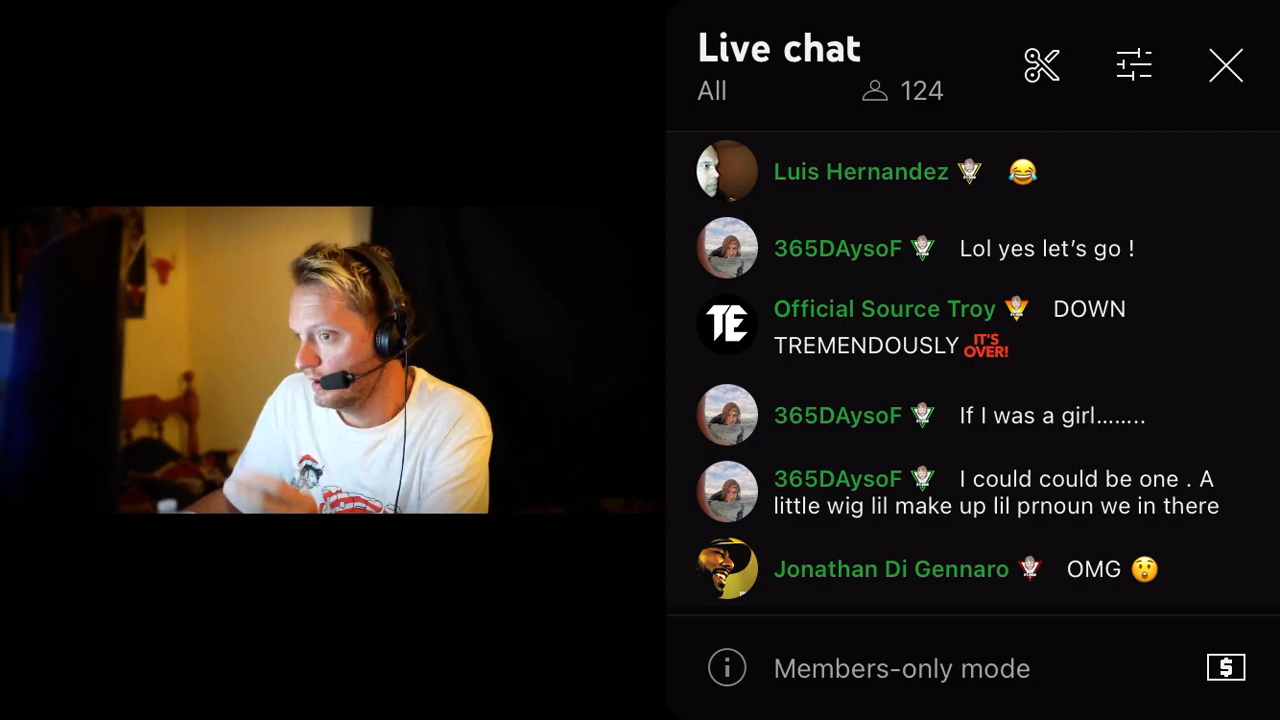 Live chat
All 124
Luis Hernandez 😂
365DAysoF Lol yes let’s go !
Official Source Troy DOWN
TREMENDOUSLY IT'S OVER!
TE
365DAysoF If I was a girl........
365DAysoF I could could be one . A
little wig lil make up lil prnoun we in there
Jonathan Di Gennaro OMG 😲
Members-only mode $